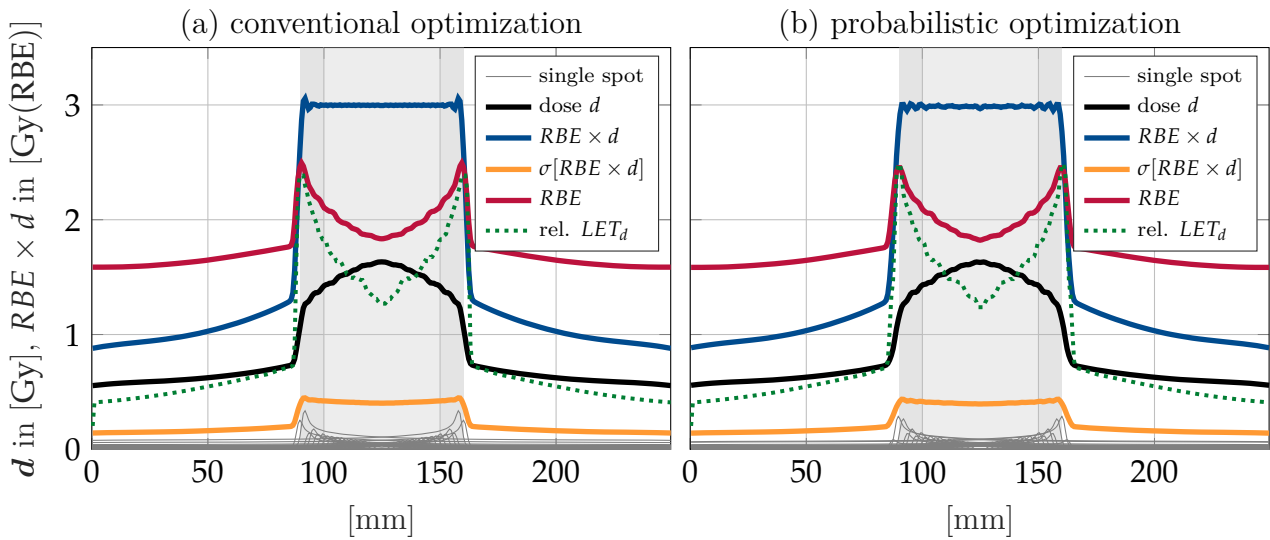 (a) conventional optimization
(b) probabilistic optimization
d in [Gy], RBE × d in [Gy(RBE)]
3
2
1
0
single spot
dose d
RBE × d
σ[RBE × d]
RBE
rel. LET_d
single spot
dose d
RBE × d
σ[RBE × d]
RBE
rel. LET_d
0 50 100 150 200
0 50 100 150 200
[mm]
[mm]